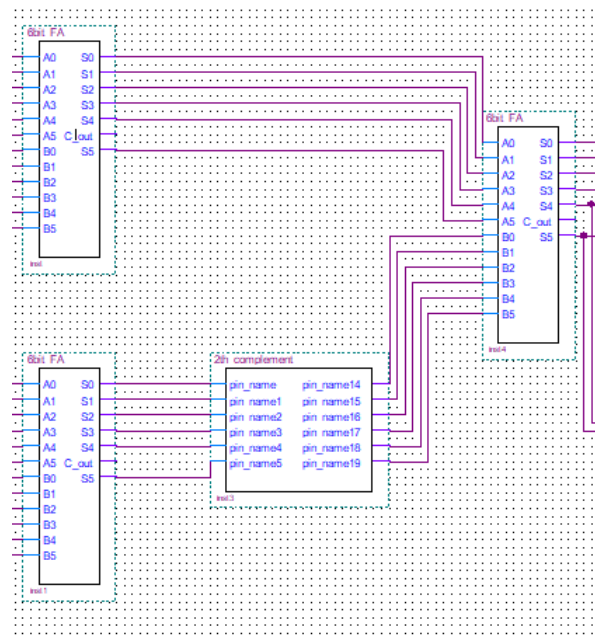 6bit FA
A0 S0
A1 S1
A2 S2
A3 S3
A4 S4
A5 C_out
B0 S5
B1
B2
B3
B4
B5
inst
6bit FA
A0 S0
A1 S1
A2 S2
A3 S3
A4 S4
A5 C_out
B0 S5
B1
B2
B3
B4
B5
inst4
6bit FA
A0 S0
A1 S1
A2 S2
A3 S3
A4 S4
A5 C_out
B0 S5
B1
B2
B3
B4
B5
inst1
2th complement
pin_name pin_name14
pin_name1 pin_name15
pin_name2 pin_name16
pin_name3 pin_name17
pin_name4 pin_name18
pin_name5 pin_name19
inst3